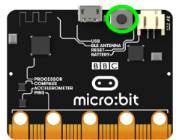 USB
BLE ANTENNA
RESET
BATTERY
BBC
PROCESSOR
COMPASS
ACCELEROMETER
PINS
micro:bit